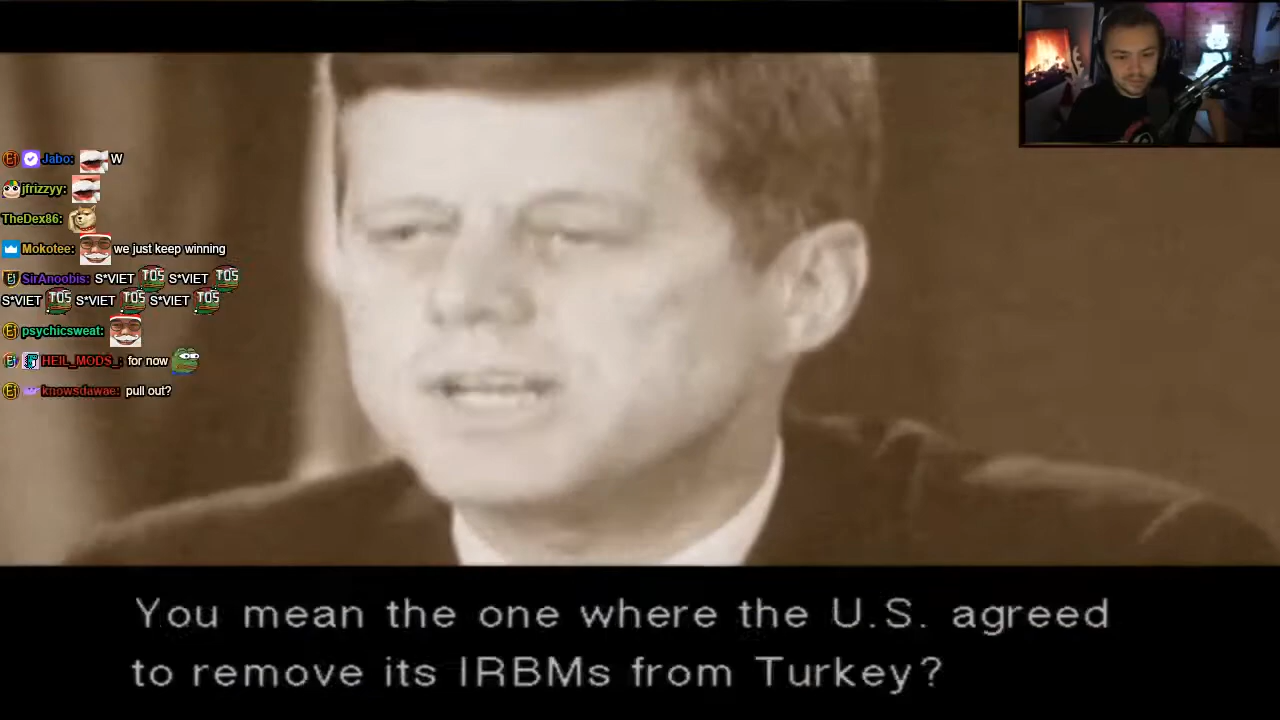 Jabo: W
jfrizzyy:
TheDex86:
Mokotee: we just keep winning
SirAnoobis: S*VIET TOS S*VIET TOS
S*VIET TOS S*VIET TOS S*VIET TOS
psychicsweat:
HEIL_MODS_: for now
knowsdawae: pull out?
You mean the one where the U.S. agreed
to remove its IRBMs from Turkey?